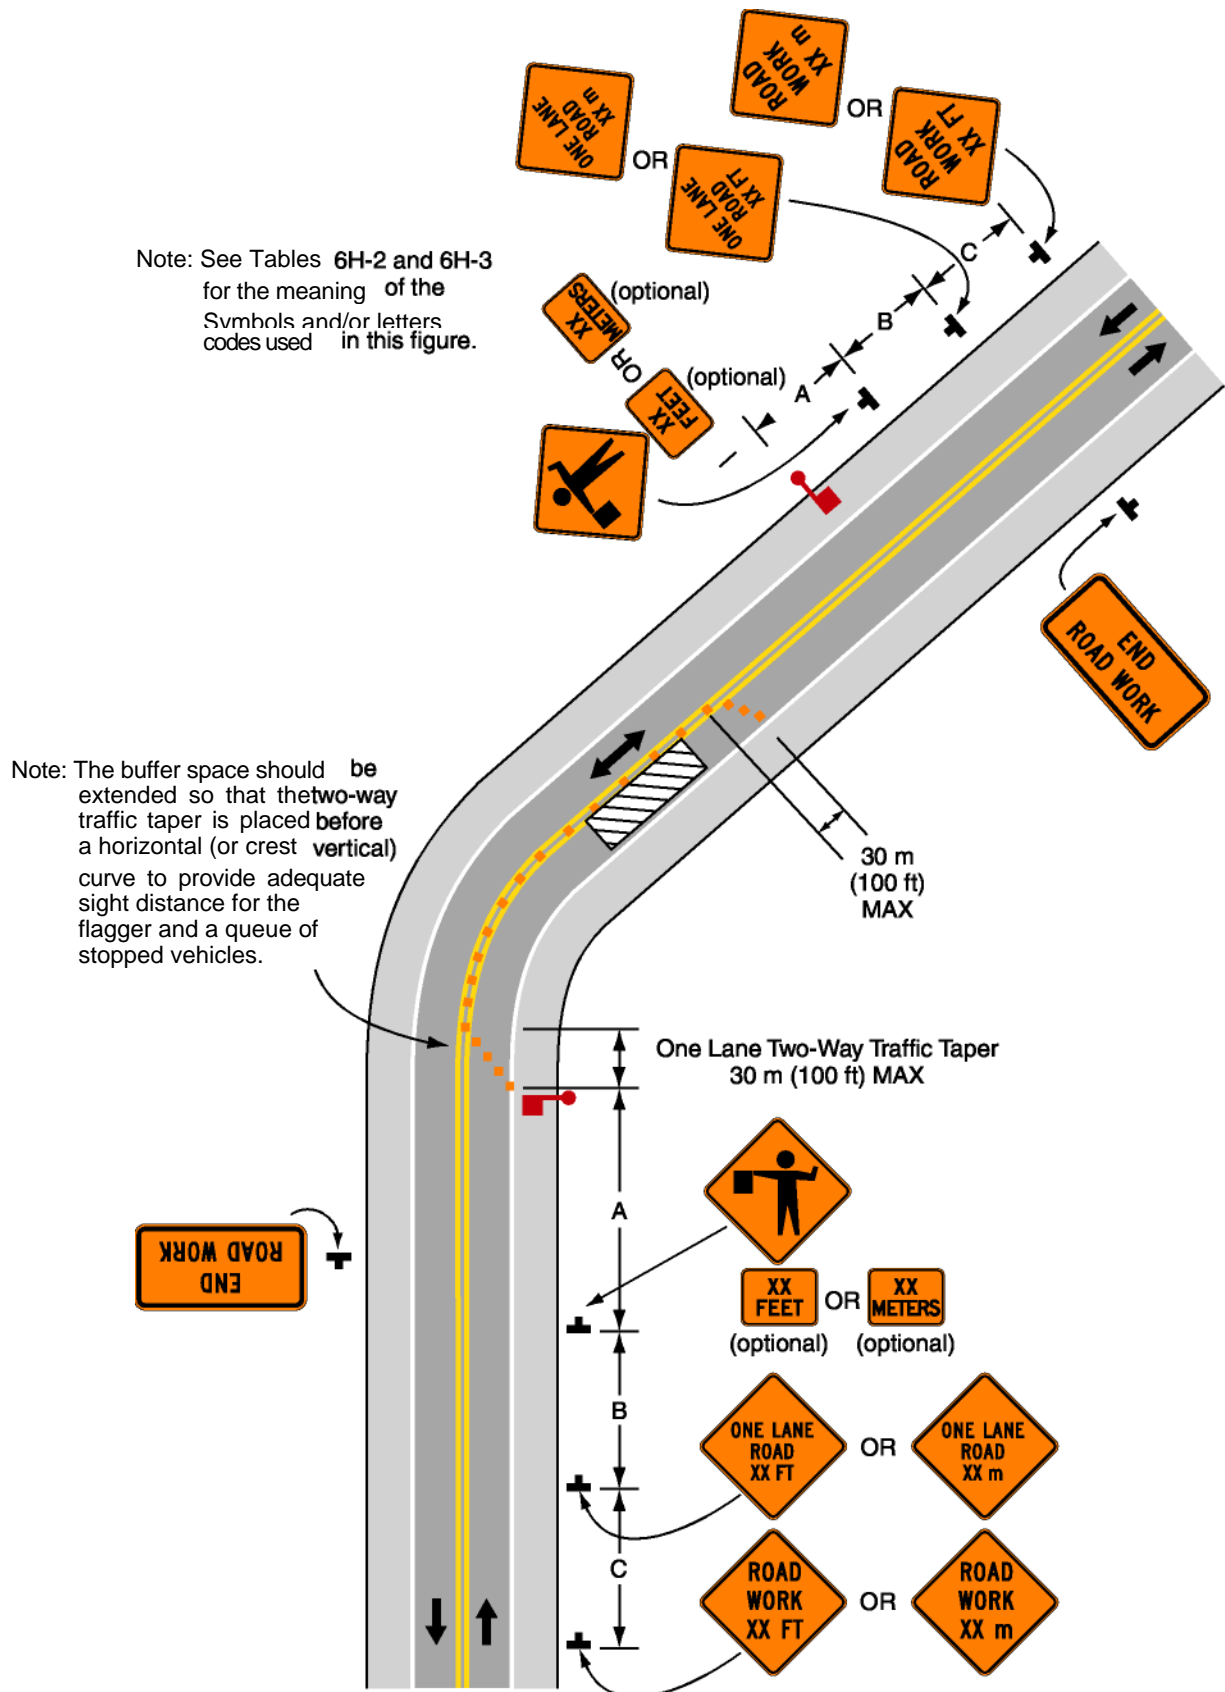 ROAD
WORK
XX m
OR
ROAD
WORK
XX FT
ONE LANE
ROAD
XX m
OR
ONE LANE
ROAD
XX FT
C
B
A
Note: See Tables 6H-2 and 6H-3
for the meaning of the
Symbols and/or letters
codes used in this figure.
XX
METERS
(optional)
OR
XX
FEET
(optional)
END
ROAD WORK
Note: The buffer space should be
extended so that thetwo-way
traffic taper is placed before
a horizontal (or crest vertical)
curve to provide adequate
sight distance for the
flagger and a queue of
stopped vehicles.
30 m
(100 ft)
MAX
One Lane Two-Way Traffic Taper
30 m (100 ft) MAX
A
END
ROAD WORK
XX
FEET
OR
XX
METERS
(optional)
(optional)
B
ONE LANE
ROAD
XX FT
OR
ONE LANE
ROAD
XX m
C
ROAD
WORK
XX FT
OR
ROAD
WORK
XX m